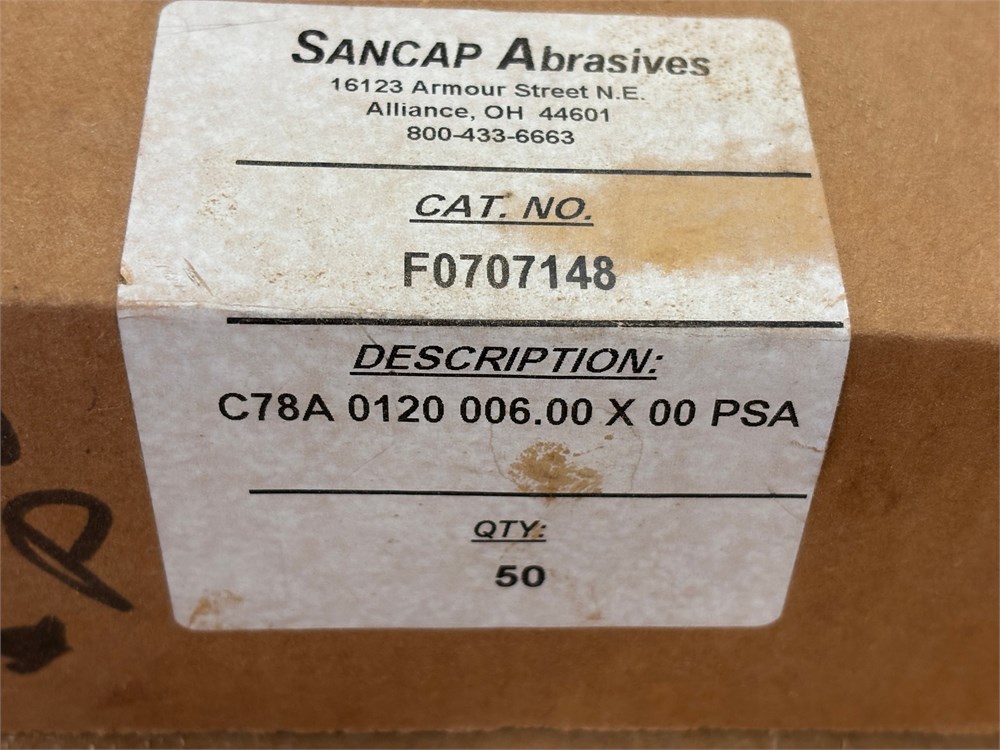 SANCAP Abrasives
16123 Armour Street N.E.
Alliance, OH 44601
800-433-6663
CAT. NO.
F0707148
DESCRIPTION:
C78A 0120 006.00 X 00 PSA
QTY:
50